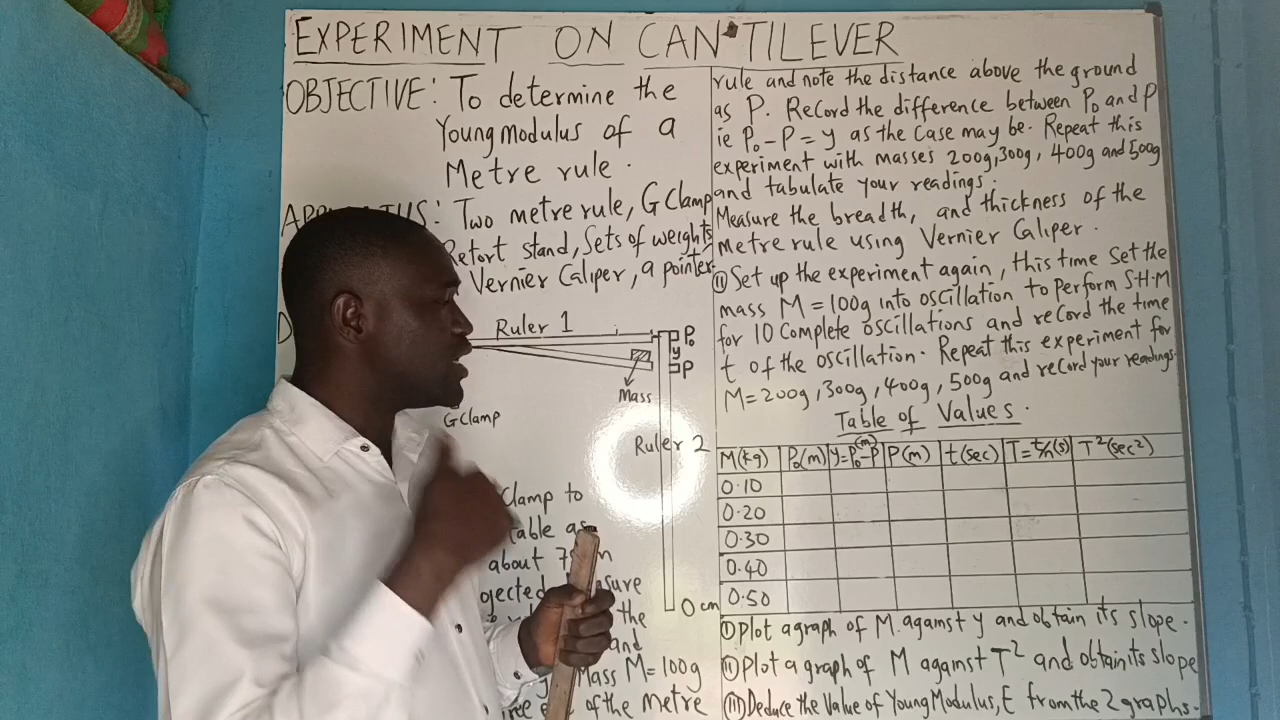 EXPERIMENT ON CANTILEVER
OBJECTIVE: To determine the
Young modulus of a
Metre rule.
Two metre rule, G Clamp
Retort stand, Sets of weights,
Vernier Caliper, a pointer.
Ruler 1
P₀
y
P
Mass
G clamp
Ruler 2
0 cm
Clamp to
table as
about
the
and
Mass M = 100g
of the metre
rule and note the distance above the ground
as P. Record the difference between P₀ and P
ie P₀ - P = y as the case may be. Repeat this
experiment with masses 200g, 300g, 400g and 500g
and tabulate your readings.
Measure the breadth, and thickness of the
metre rule using Vernier Caliper.
(ii) Set up the experiment again, this time set the
mass M = 100g into oscillation to perform S.H.M
for 10 Complete oscillations and record the time
t of the oscillation. Repeat this experiment for
M = 200g, 300g, 400g, 500g and record your readings.
Table of Values.
M(kg) P₀(m) y=P₀-P(m) P(m) t(sec) T=t/n(s) T²(sec²)
0.10
0.20
0.30
0.40
0.50
(i) Plot a graph of M against y and obtain its slope.
(ii) Plot a graph of M against T² and obtain its slope
(iii) Deduce the Value of Young Modulus, E from the 2 graphs.